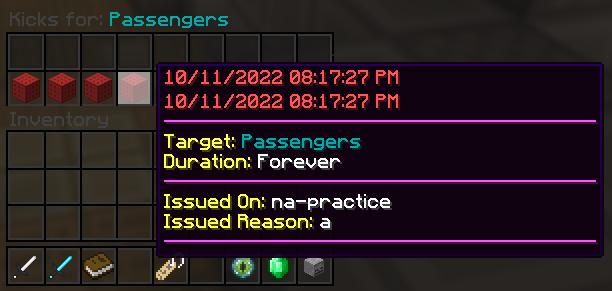 Kicks for: Passengers
10/11/2022 08:17:27 PM
10/11/2022 08:17:27 PM
Target: Passengers
Duration: Forever
Inventory
Issued On: na-practice
Issued Reason: a